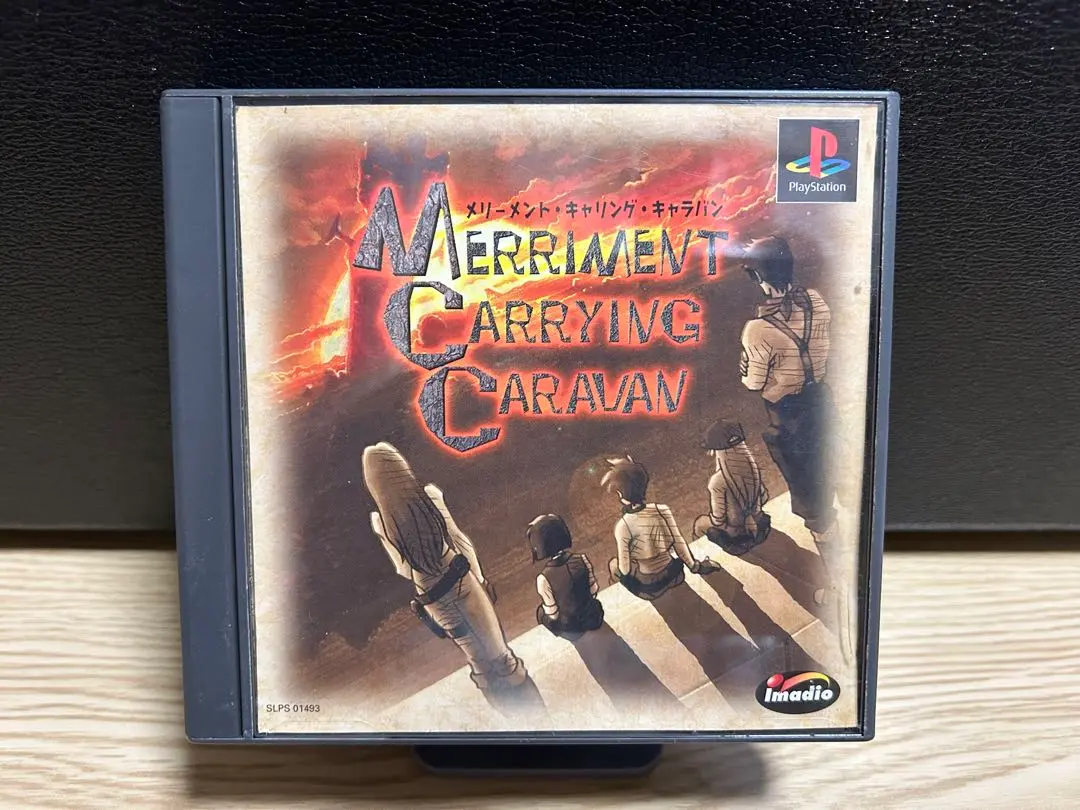 PlayStation
メリーメント・キャリング・キャラバン
MERRIMENT
CARRYING
CARAVAN
SLPS 01493
imadio